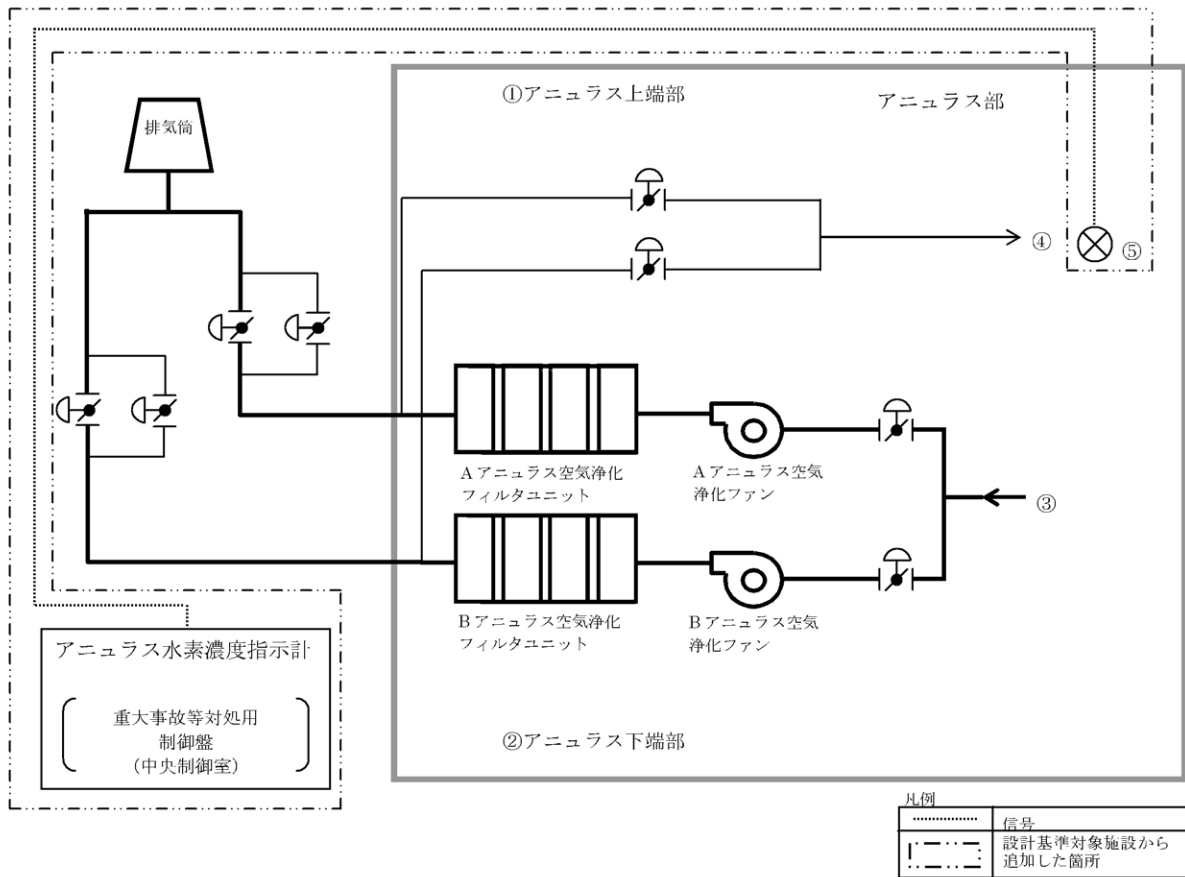 ①アニュラス上端部
アニュラス部
排気筒
④
⑤
Aアニュラス空気浄化
フィルタユニット
Aアニュラス空気
浄化ファン
③
Bアニュラス空気浄化
フィルタユニット
Bアニュラス空気
浄化ファン
アニュラス水素濃度指示計
重大事故等対処用
制御盤
(中央制御室)
②アニュラス下端部
凡例
信号
設計基準対象施設から
追加した箇所